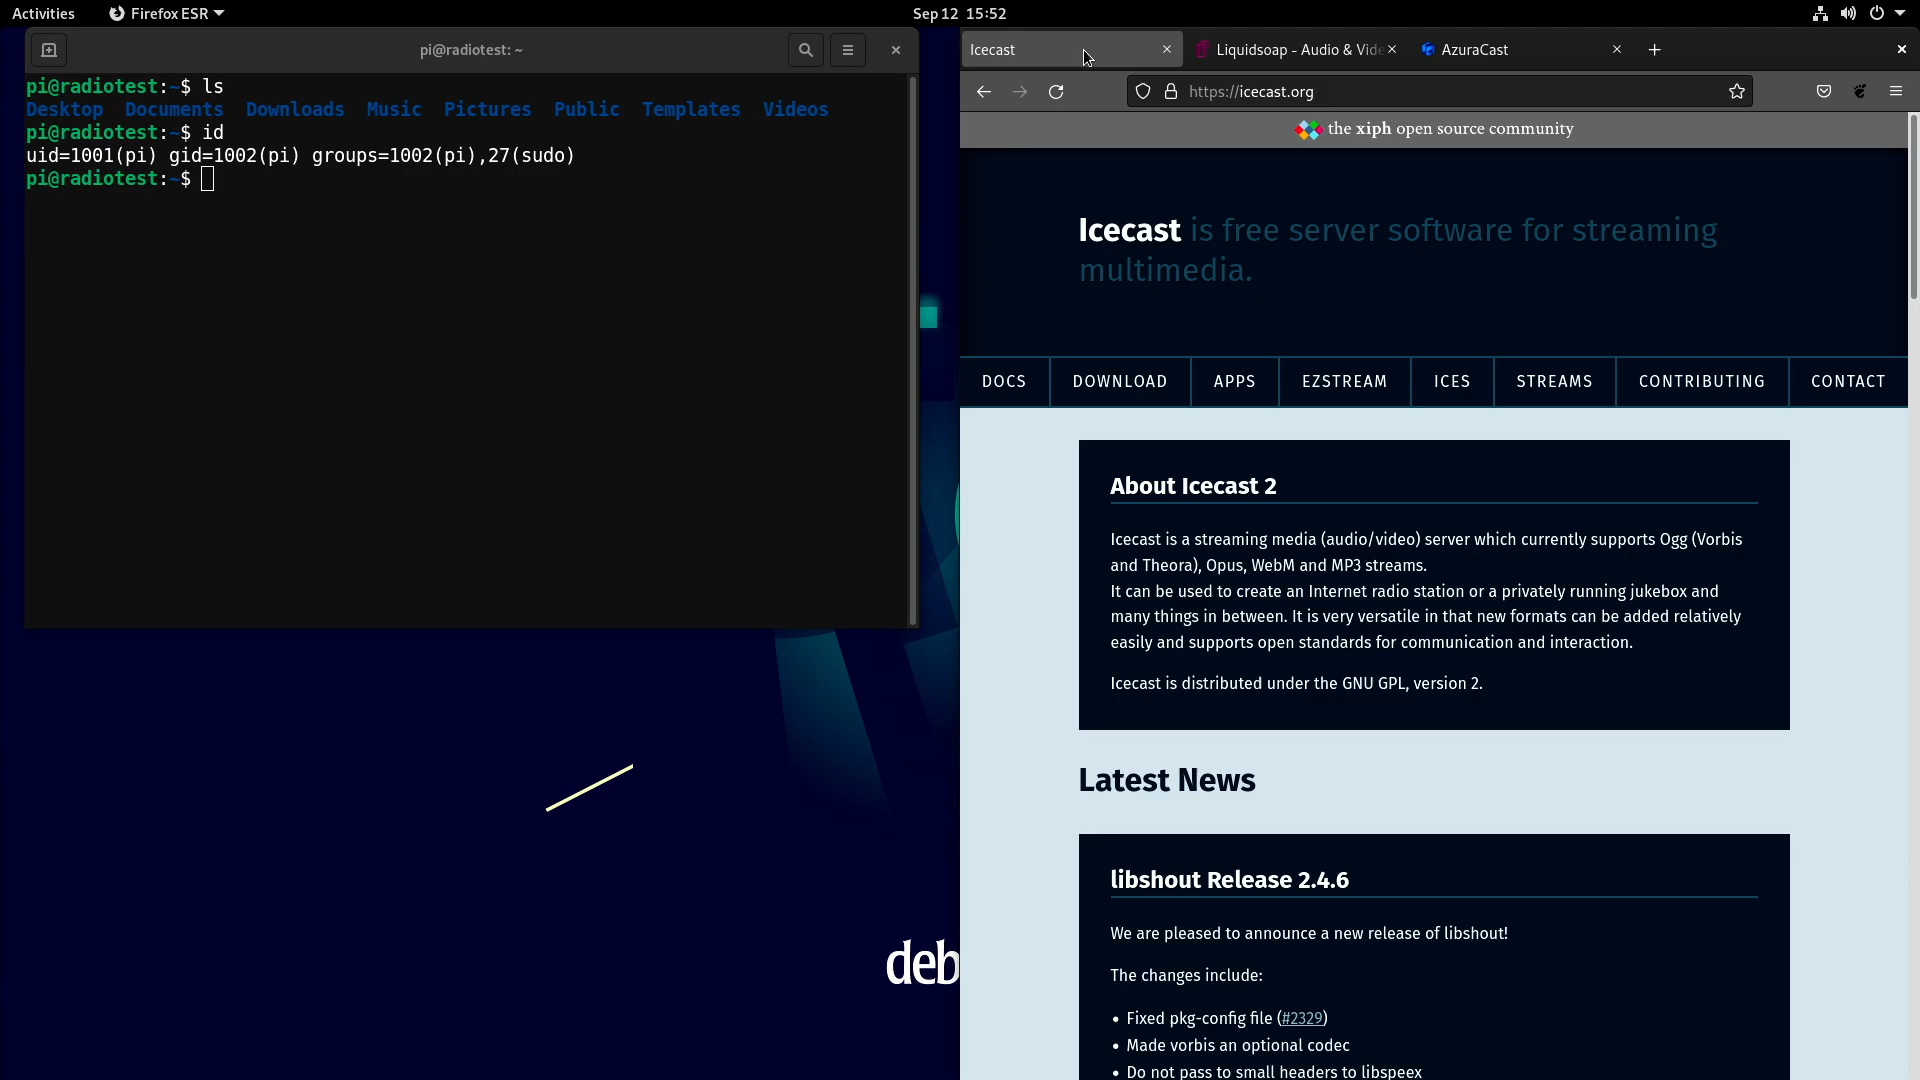 Activities
Firefox ESR
Sep 12 15:52
pi@radiotest: ~
pi@radiotest:~$ ls
Desktop Documents Downloads Music Pictures Public Templates Videos
pi@radiotest:~$ id
uid=1001(pi) gid=1002(pi) groups=1002(pi),27(sudo)
pi@radiotest:~$
deb
Icecast
Liquidsoap - Audio & Vide
AzuraCast
https://icecast.org
the xiph open source community
Icecast is free server software for streaming
multimedia.
DOCS DOWNLOAD APPS EZSTREAM ICES STREAMS CONTRIBUTING CONTACT
About Icecast 2
Icecast is a streaming media (audio/video) server which currently supports Ogg (Vorbis
and Theora), Opus, WebM and MP3 streams.
It can be used to create an Internet radio station or a privately running jukebox and
many things in between. It is very versatile in that new formats can be added relatively
easily and supports open standards for communication and interaction.
Icecast is distributed under the GNU GPL, version 2.
Latest News
libshout Release 2.4.6
We are pleased to announce a new release of libshout!
The changes include:
• Fixed pkg-config file (#2329)
• Made vorbis an optional codec
• Do not pass to small headers to libspeex